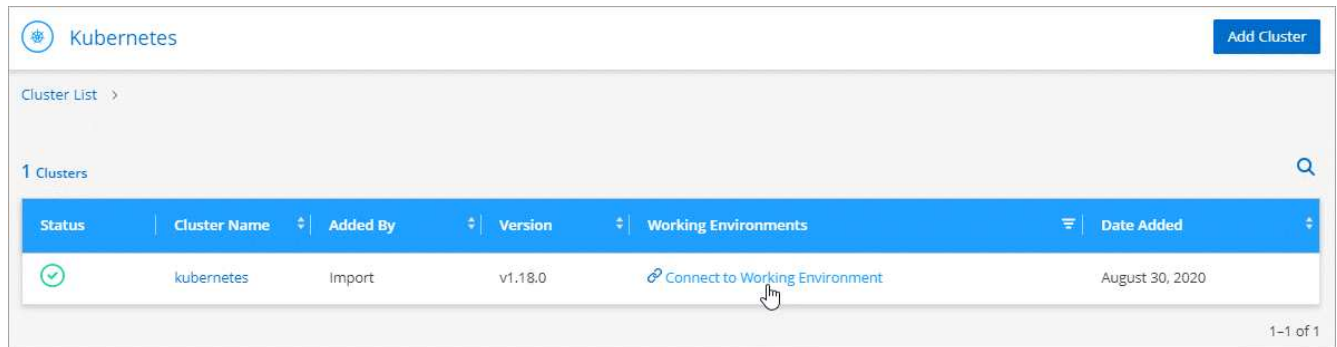 Kubernetes
Add Cluster
Cluster List >
1 Clusters
Status Cluster Name Added By Version Working Environments Date Added
kubernetes Import v1.18.0 Connect to Working Environment August 30, 2020
1–1 of 1